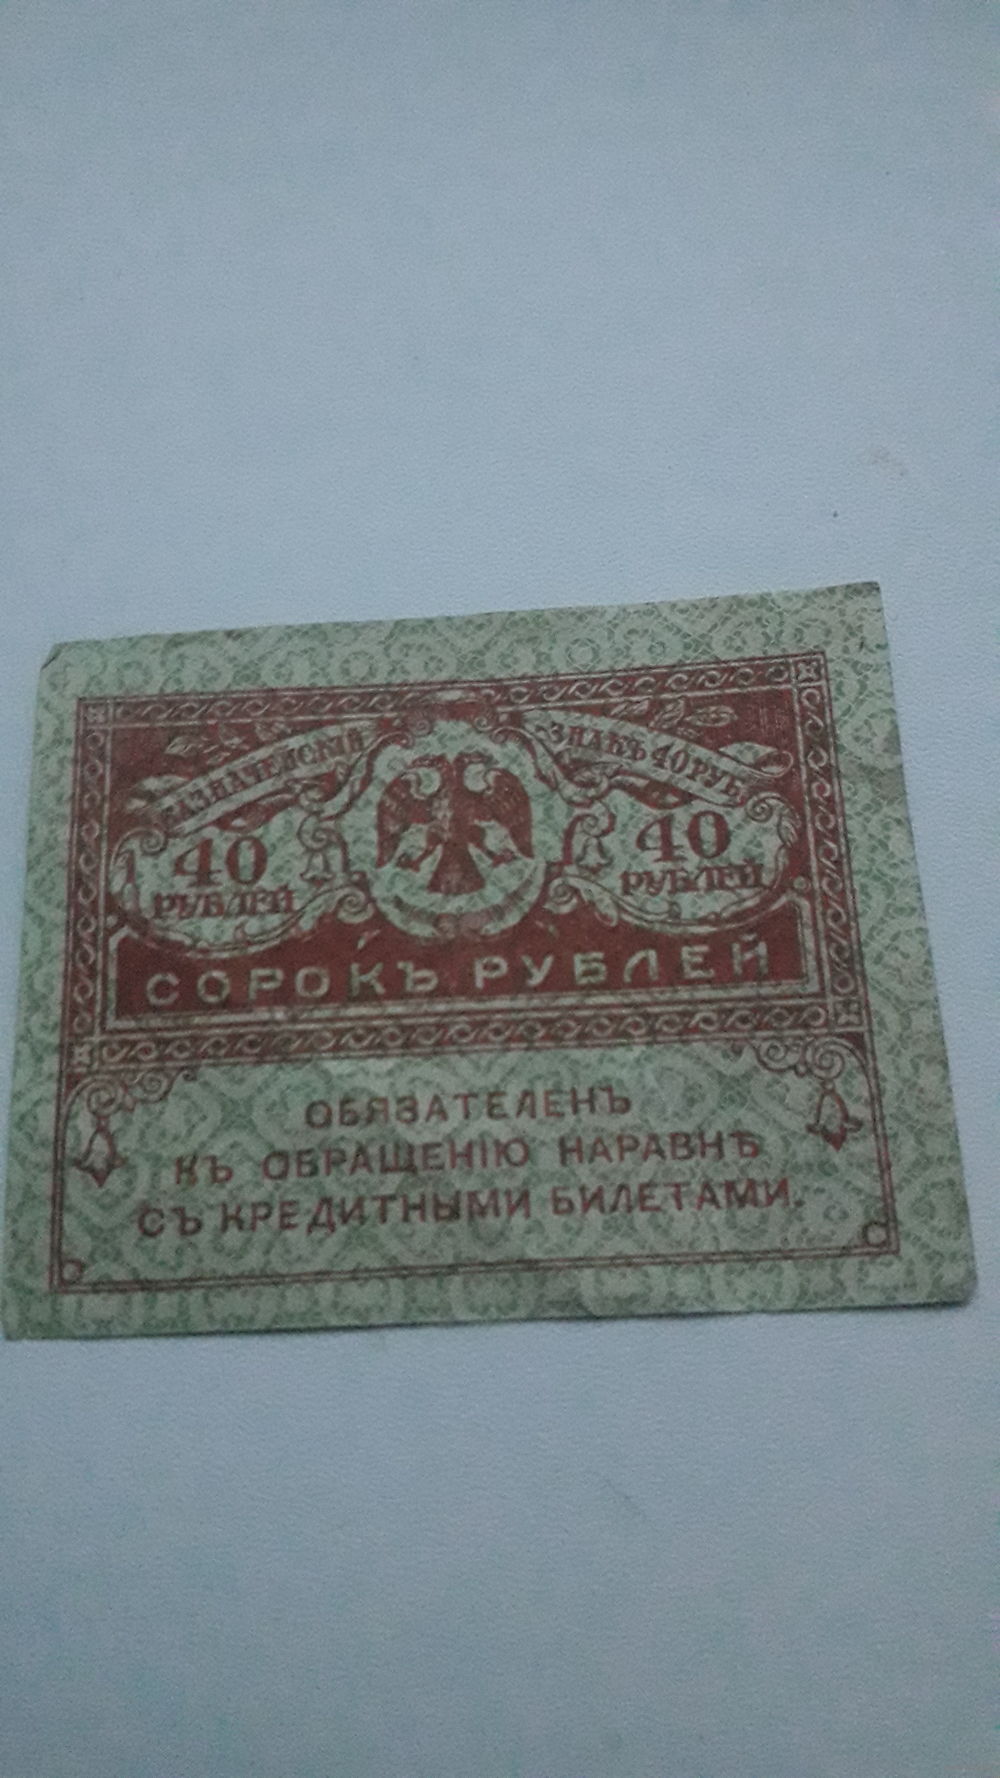 КАЗНАЧЕЙСКІЙ ЗНАКЪ 40 РУБ.
40 40
РУБЛЕЙ РУБЛЕЙ
СОРОКЪ РУБЛЕЙ
ОБЯЗАТЕЛЕНЪ
КЪ ОБРАЩЕНІЮ НАРАВНѢ
СЪ КРЕДИТНЫМИ БИЛЕТАМИ.